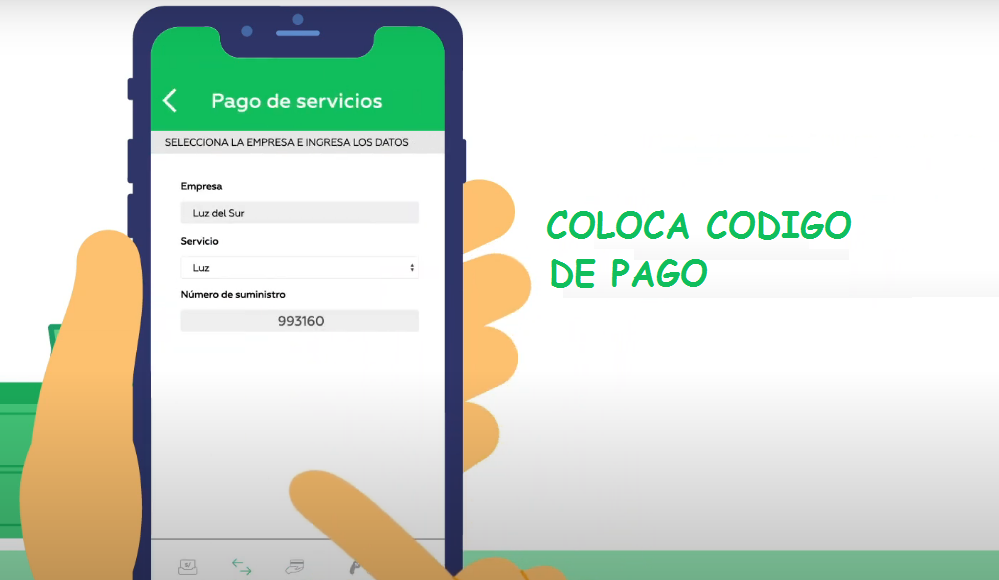 Pago de servicios
SELECCIONA LA EMPRESA E INGRESA LOS DATOS
Empresa
Luz del Sur
Servicio
Luz
Número de suministro
993160
COLOCA CODIGO
DE PAGO
S/